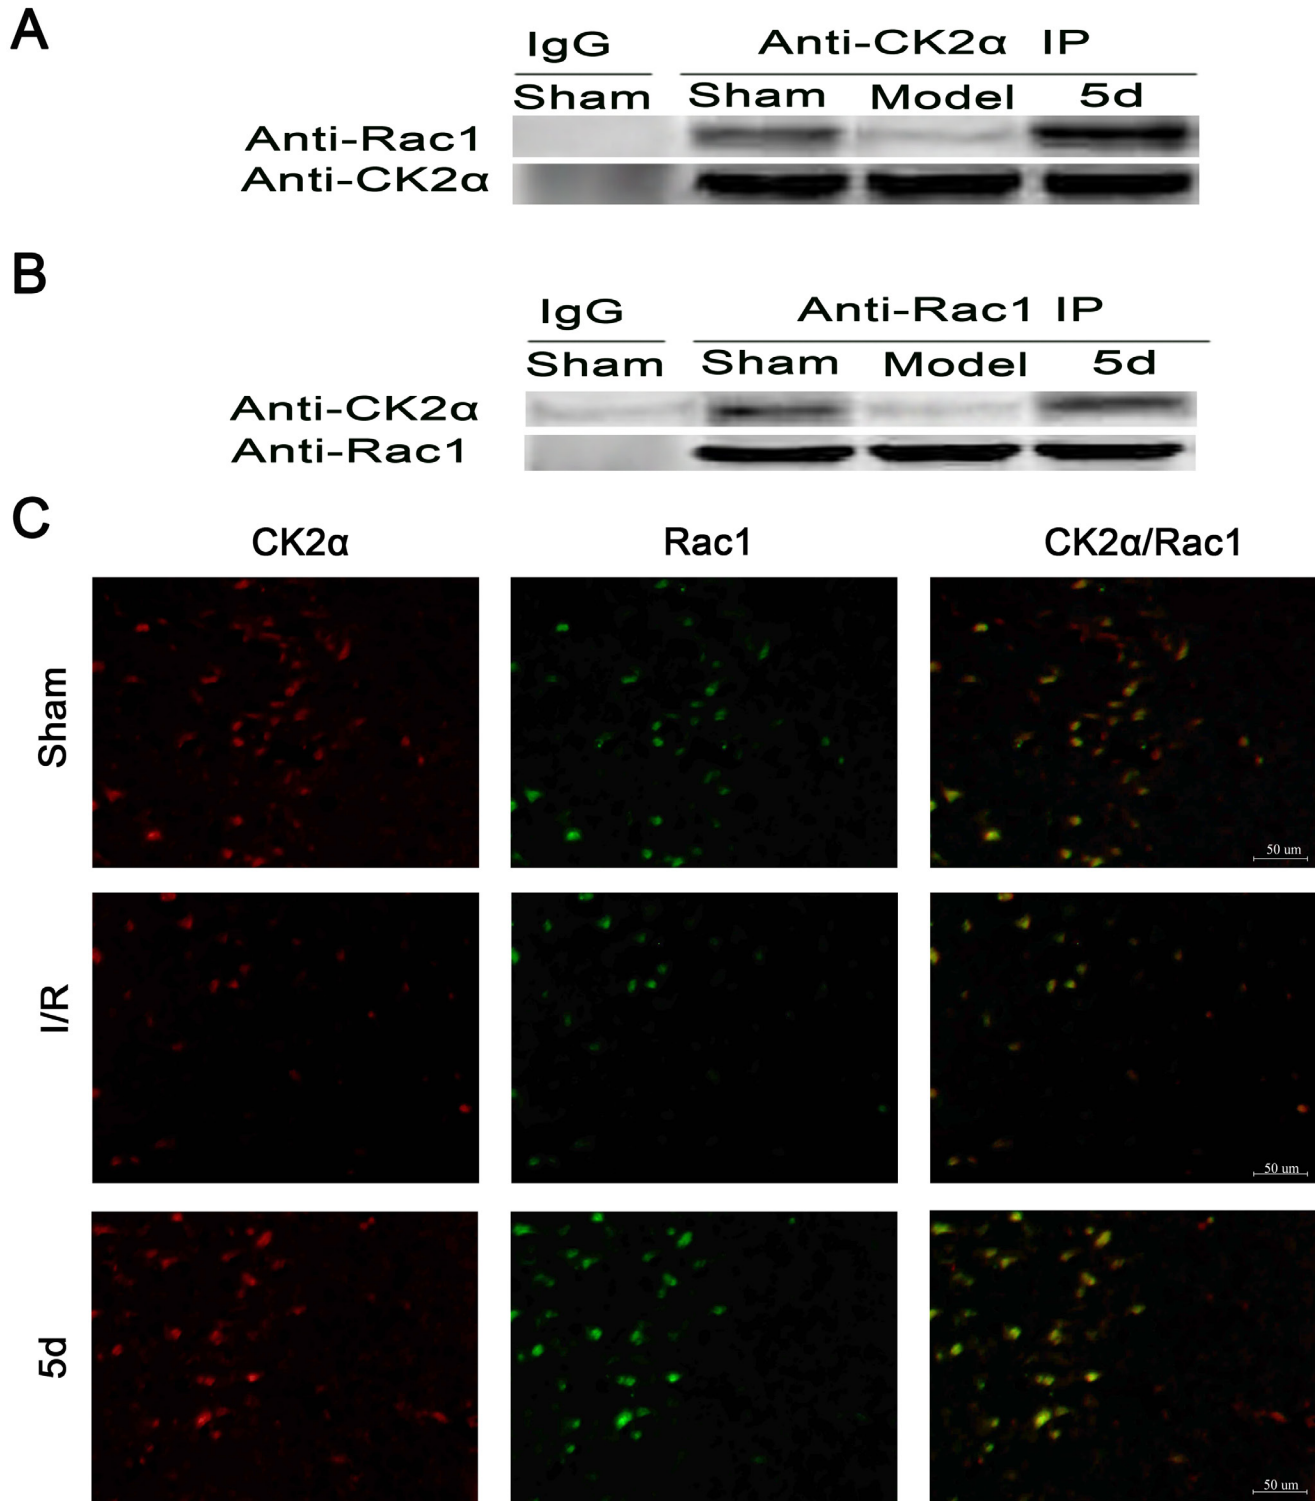 A
IgG Anti-CK2α IP
Sham Sham Model 5d
Anti-Rac1
Anti-CK2α
B
IgG Anti-Rac1 IP
Sham Sham Model 5d
Anti-CK2α
Anti-Rac1
C
CK2α Rac1 CK2α/Rac1
Sham
50 um
I/R
50 um
5d
50 um